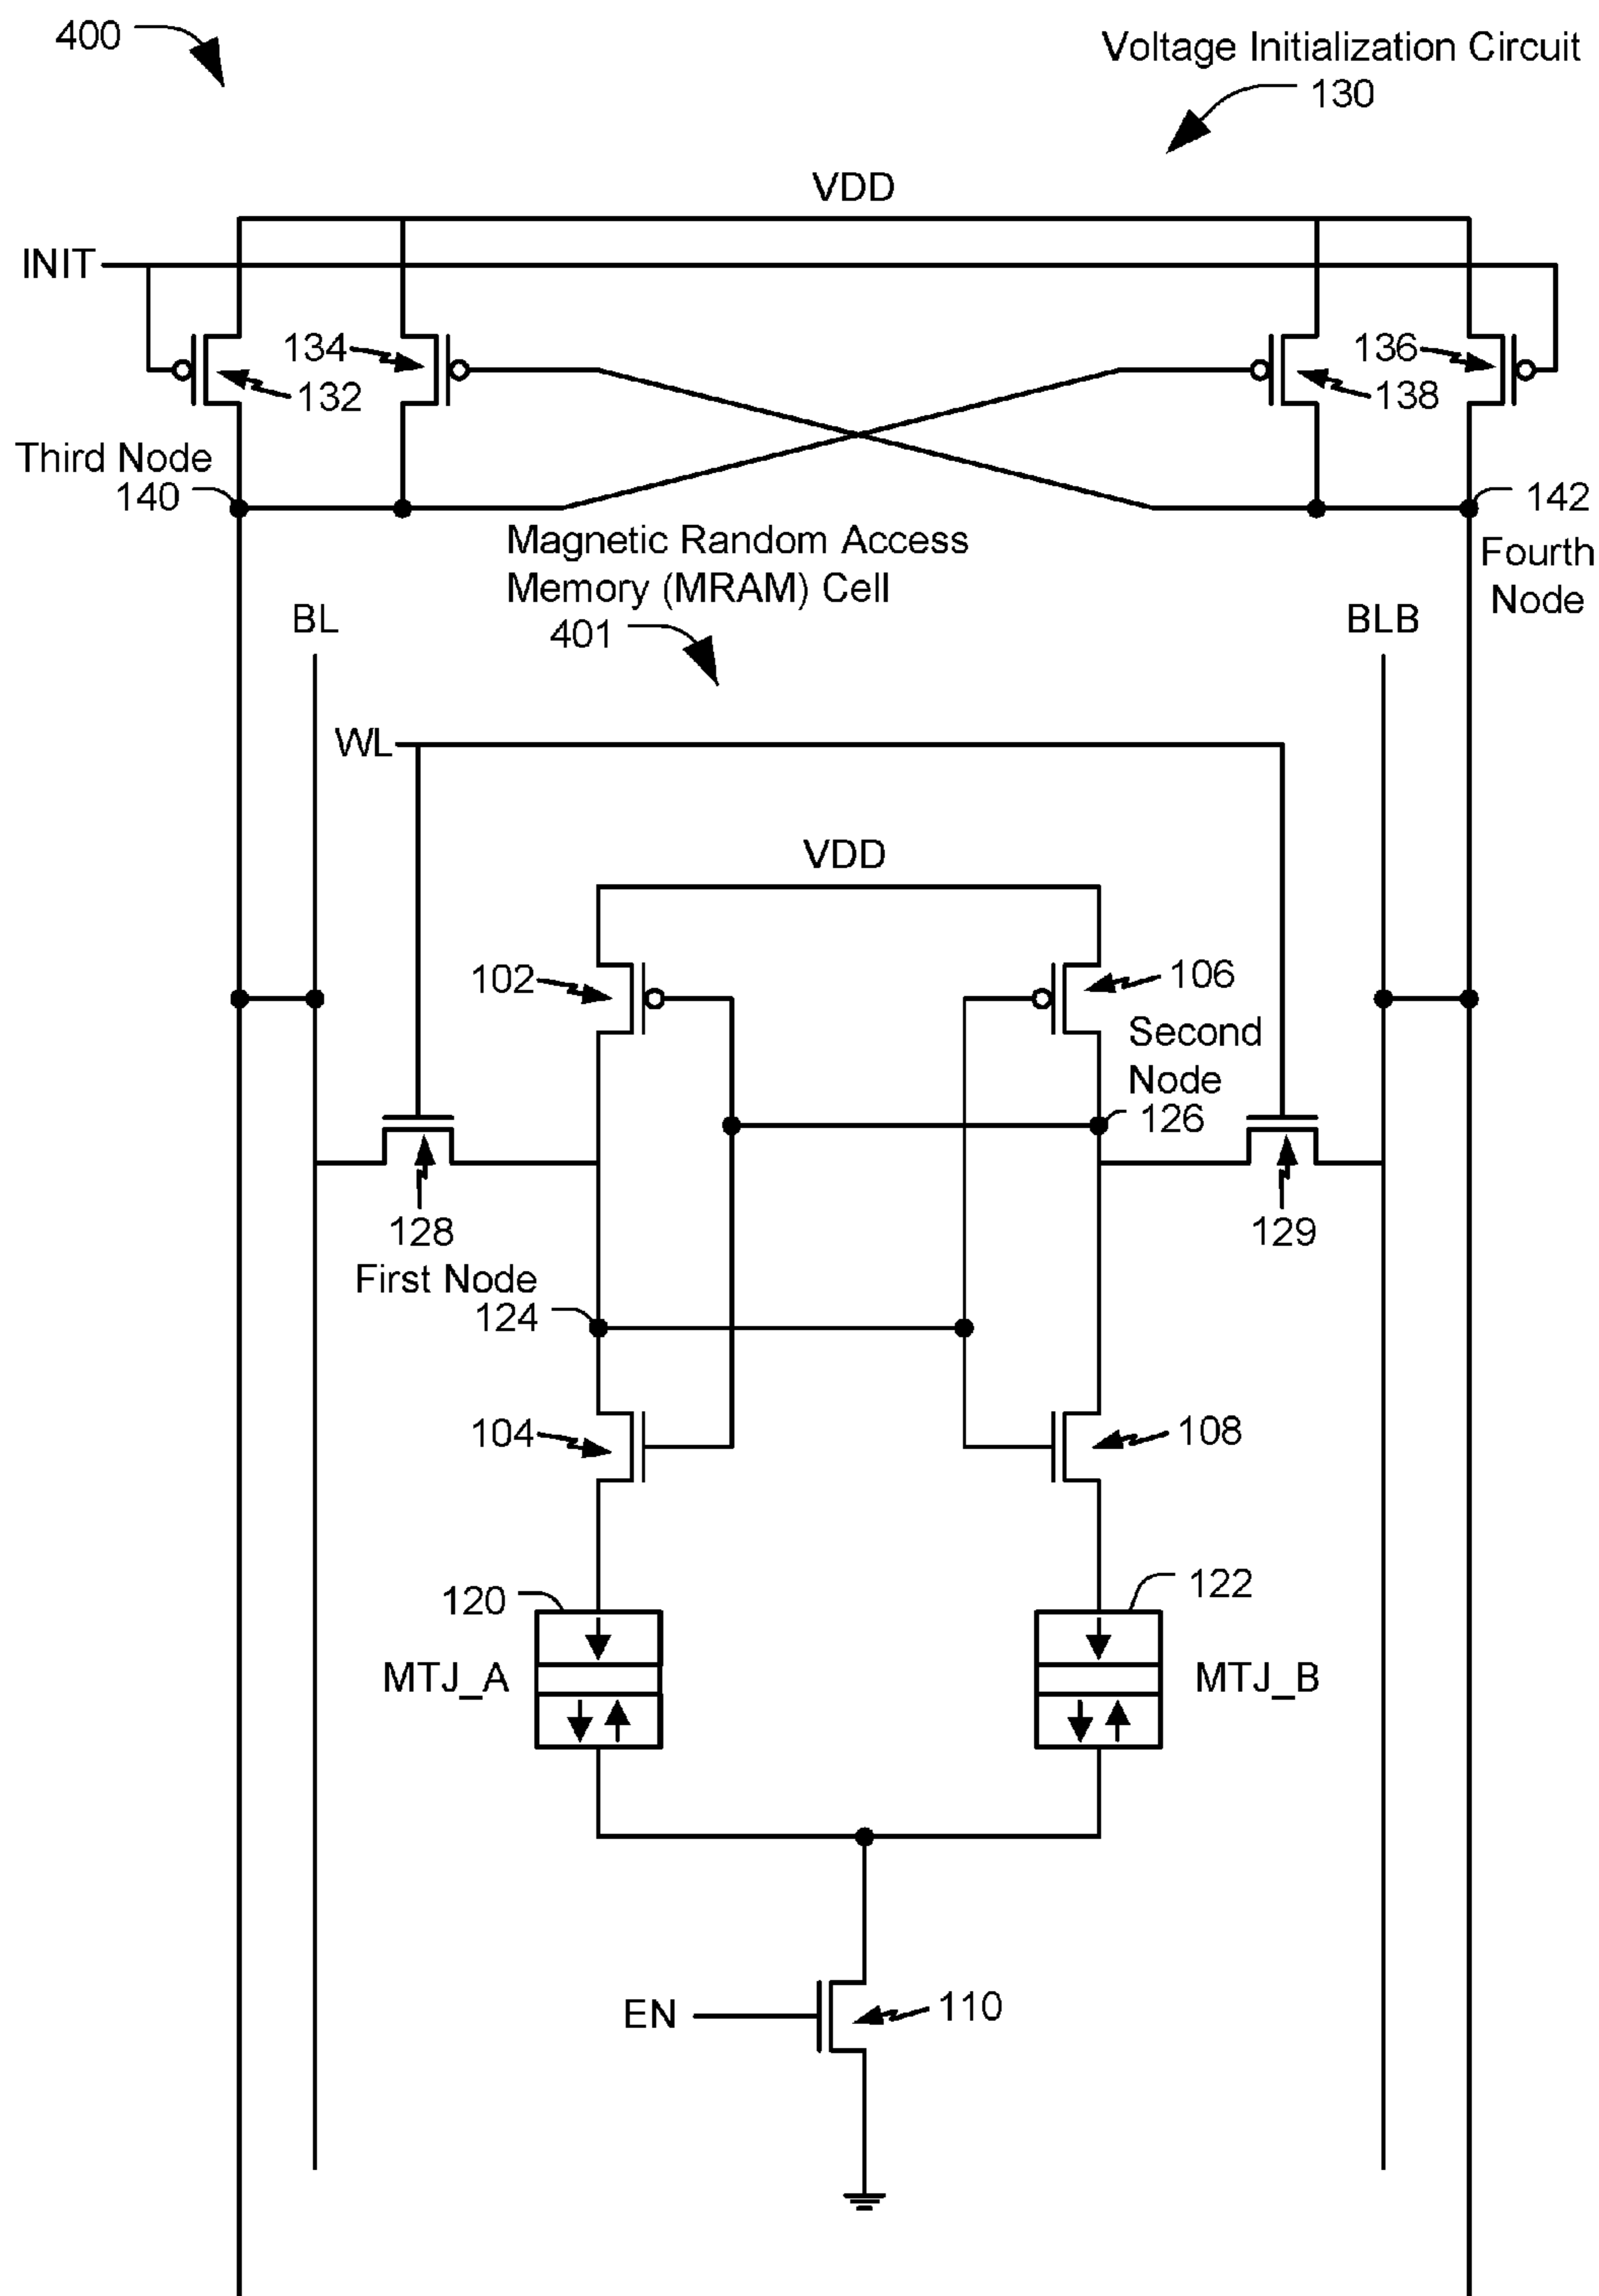 400
Voltage Initialization Circuit
130
VDD
INIT
134
132
136
138
Third Node
140
142
Fourth
Node
Magnetic Random Access
Memory (MRAM) Cell
401
BL
BLB
WL
VDD
102
106
Second
Node
126
128
129
First Node
124
104
108
120
122
MTJ_A
MTJ_B
EN
110